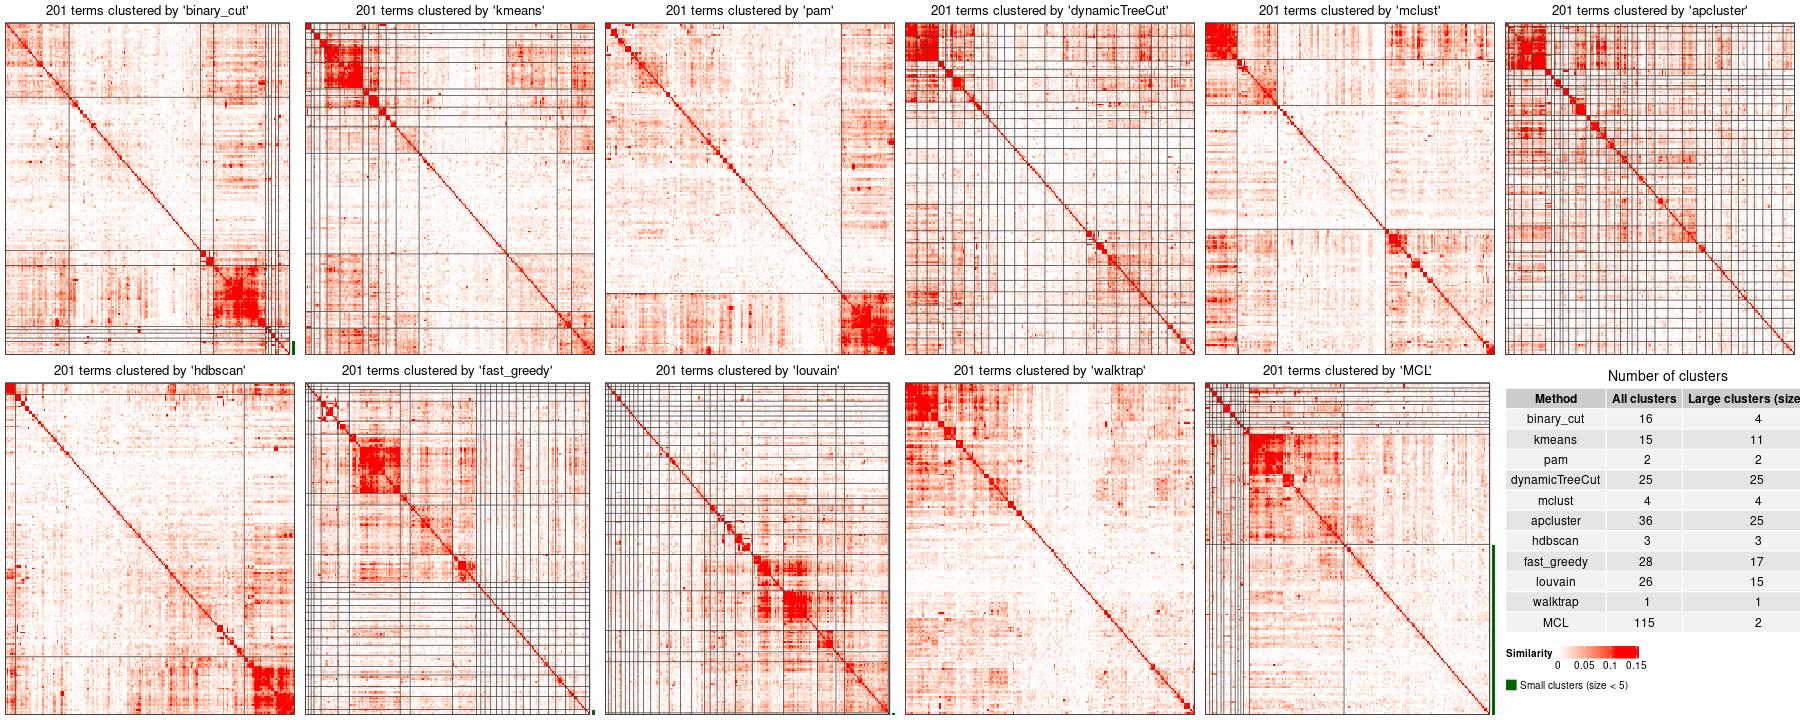 201 terms clustered by 'binary_cut'
201 terms clustered by 'kmeans'
201 terms clustered by 'pam'
201 terms clustered by 'dynamicTreeCut'
201 terms clustered by 'mclust'
201 terms clustered by 'apcluster'
201 terms clustered by 'hdbscan'
201 terms clustered by 'fast_greedy'
201 terms clustered by 'louvain'
201 terms clustered by 'walktrap'
201 terms clustered by 'MCL'
Number of clusters
Method All clusters Large clusters (size
binary_cut 16 4
kmeans 15 11
pam 2 2
dynamicTreeCut 25 25
mclust 4 4
apcluster 36 25
hdbscan 3 3
fast_greedy 28 17
louvain 26 15
walktrap 1 1
MCL 115 2
Similarity
0 0.05 0.1 0.15
Small clusters (size < 5)